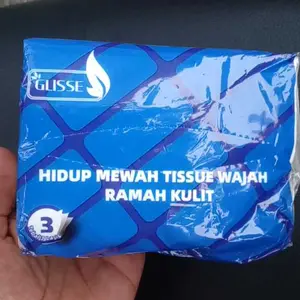 GLISSE
HIDUP MEWAH TISSUE WAJAH
RAMAH KULIT
3